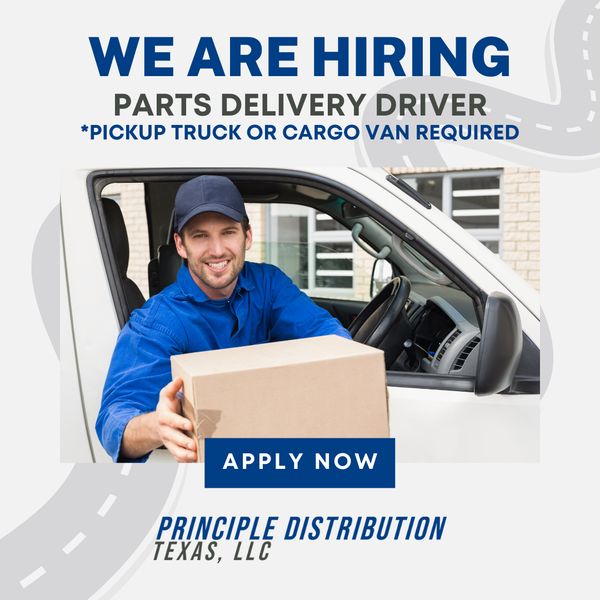 WE ARE HIRING
PARTS DELIVERY DRIVER
*PICKUP TRUCK OR CARGO VAN REQUIRED
APPLY NOW
PRINCIPLE DISTRIBUTION
TEXAS, LLC